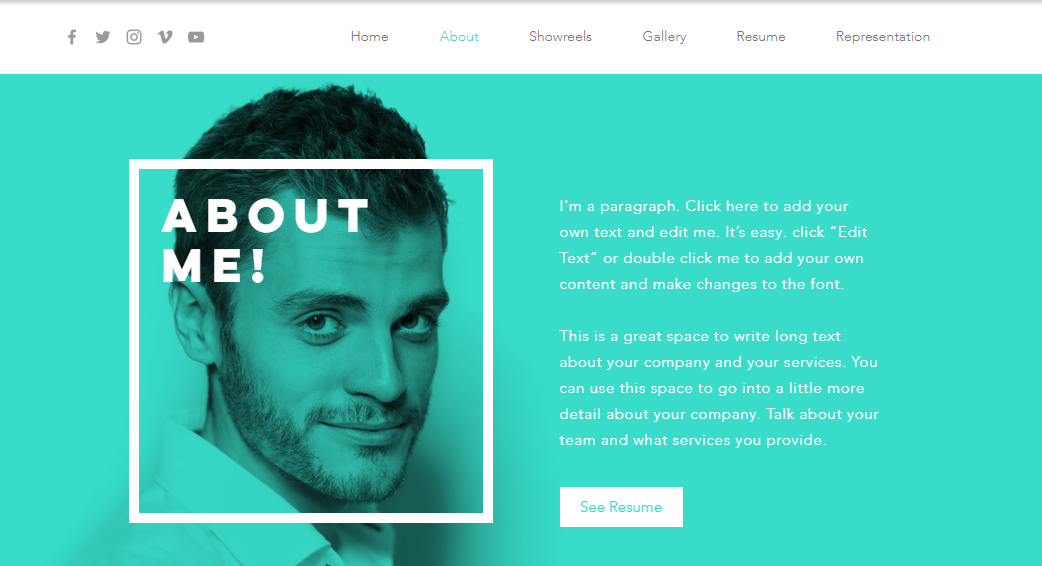 Home About Showreels Gallery Resume Representation
ABOUT
ME!
I'm a paragraph. Click here to add your
own text and edit me. It’s easy. click “Edit
Text” or double click me to add your own
content and make changes to the font.
This is a great space to write long text
about your company and your services. You
can use this space to go into a little more
detail about your company. Talk about your
team and what services you provide.
See Resume